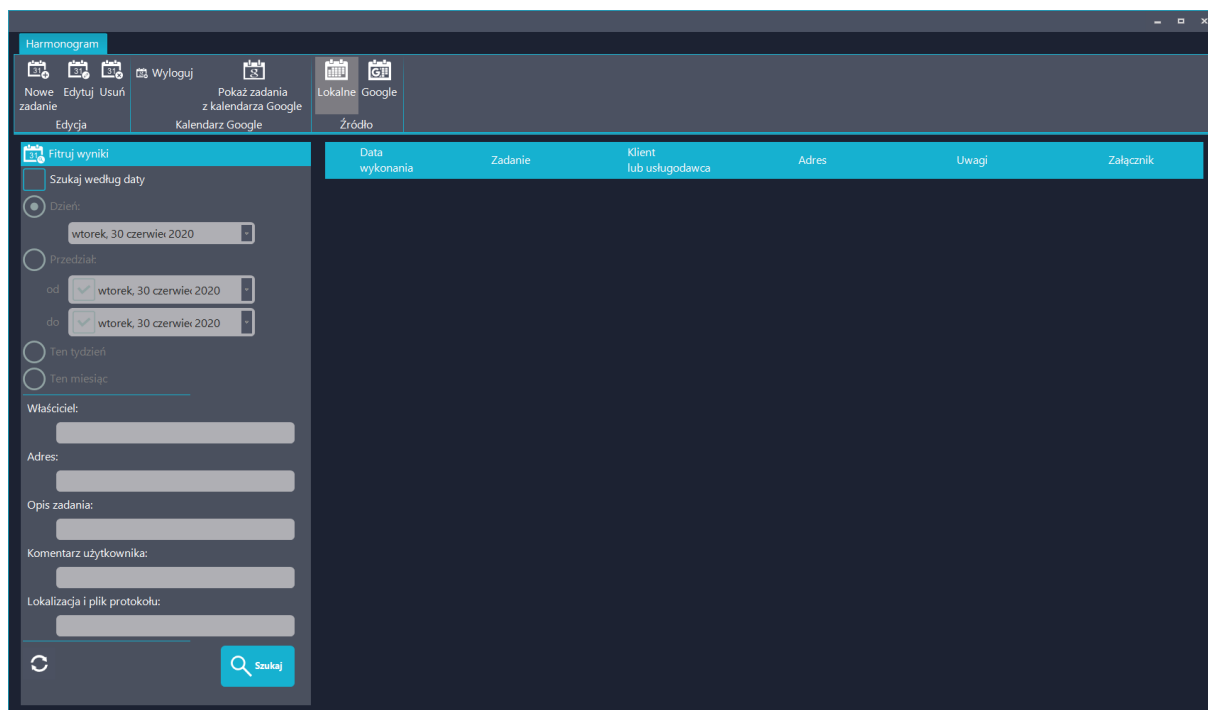 Harmonogram
Nowe zadanie
Edytuj
Usuń
Wyloguj
Pokaż zadania
z kalendarza Google
Lokalne
Google
Edycja
Kalendarz Google
Źródło
Fitruj wyniki
Szukaj według daty
Dzień:
wtorek, 30 czerwiec 2020
Przedział:
od
wtorek, 30 czerwiec 2020
do
wtorek, 30 czerwiec 2020
Ten tydzień
Ten miesiąc
Właściciel:
Adres:
Opis zadania:
Komentarz użytkownika:
Lokalizacja i plik protokołu:
Szukaj
Data
wykonania
Zadanie
Klient
lub usługodawca
Adres
Uwagi
Załącznik